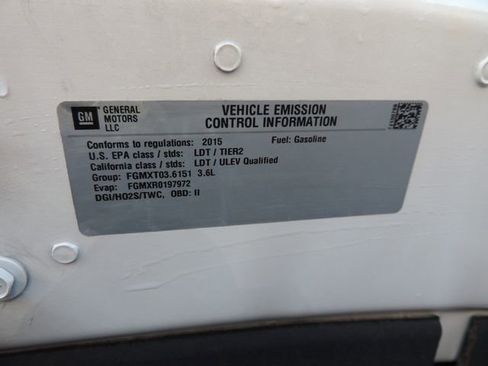 GM
GENERAL MOTORS LLC
VEHICLE EMISSION
CONTROL INFORMATION
Conforms to regulations: 2015 Fuel: Gasoline
U.S. EPA class / stds: LDT / TIER2
California class / stds: LDT / ULEV Qualified
Group: FGMXT03.6151 3.6L
Evap: FGMXR0197972
DGI/HO2S/TWC, OBD: II